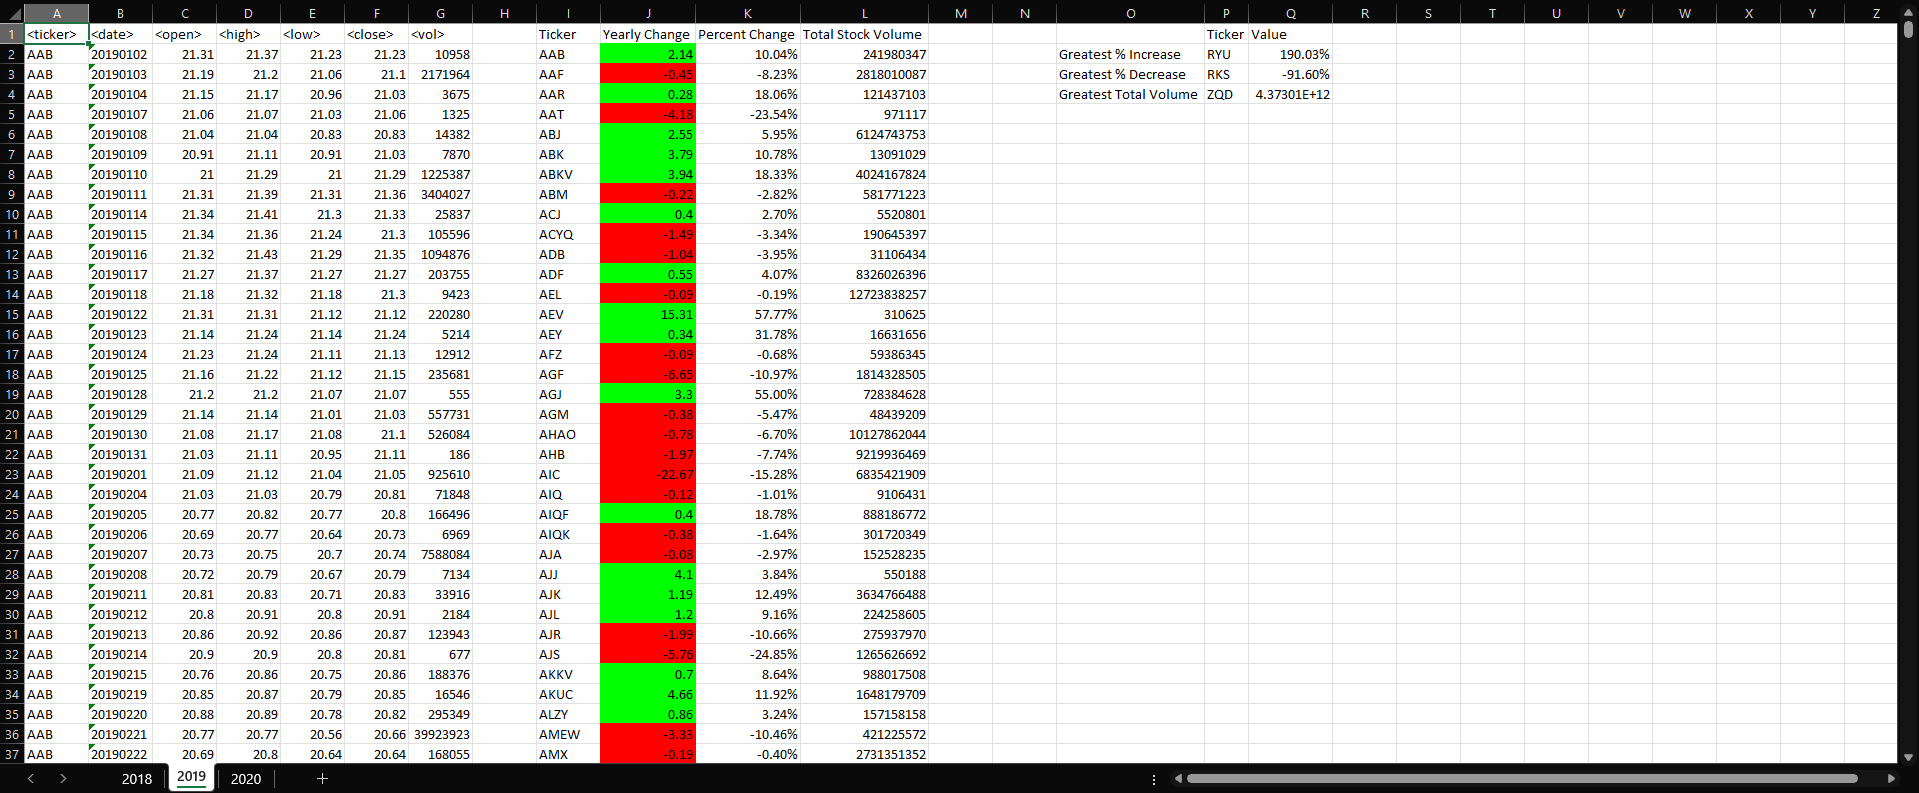 A B C D E F G H I J K L M N O P Q R S T U V W X Y Z
1 <ticker> <date> <open> <high> <low> <close> <vol> Ticker Yearly Change Percent Change Total Stock Volume Ticker Value
2 AAB 20190102 21.31 21.37 21.23 21.23 10958 AAB 2.14 10.04% 241980347 Greatest % Increase RYU 190.03%
3 AAB 20190103 21.19 21.2 21.06 21.1 2171964 AAF -0.45 -8.23% 2818010087 Greatest % Decrease RKS -91.60%
4 AAB 20190104 21.15 21.17 20.96 21.03 3675 AAR 0.28 18.06% 121437103 Greatest Total Volume ZQD 4.37301E+12
5 AAB 20190107 21.06 21.07 21.03 21.06 1325 AAT -4.18 -23.54% 971117
6 AAB 20190108 21.04 21.04 20.83 20.83 14382 ABJ 2.55 5.95% 6124743753
7 AAB 20190109 20.91 21.11 20.91 21.03 7870 ABK 3.79 10.78% 13091029
8 AAB 20190110 21 21.29 21 21.29 1225387 ABKV 3.94 18.33% 4024167824
9 AAB 20190111 21.31 21.39 21.31 21.36 3404027 ABM -0.22 -2.82% 581771223
10 AAB 20190114 21.34 21.41 21.3 21.33 25837 ACJ 0.4 2.70% 5520801
11 AAB 20190115 21.34 21.36 21.24 21.3 105596 ACYQ -1.49 -3.34% 190645397
12 AAB 20190116 21.32 21.43 21.29 21.35 1094876 ADB -1.04 -3.95% 31106434
13 AAB 20190117 21.27 21.37 21.27 21.27 203755 ADF 0.55 4.07% 8326026396
14 AAB 20190118 21.18 21.32 21.18 21.3 9423 AEL -0.09 -0.19% 12723838257
15 AAB 20190122 21.31 21.31 21.12 21.12 220280 AEV 15.31 57.77% 310625
16 AAB 20190123 21.14 21.24 21.14 21.24 5214 AEY 0.34 31.78% 16631656
17 AAB 20190124 21.23 21.24 21.11 21.13 12912 AFZ -0.09 -0.68% 59386345
18 AAB 20190125 21.16 21.22 21.12 21.15 235681 AGF -6.65 -10.97% 1814328505
19 AAB 20190128 21.2 21.2 21.07 21.07 555 AGJ 3.3 55.00% 728384628
20 AAB 20190129 21.14 21.14 21.01 21.03 557731 AGM -0.38 -5.47% 48439209
21 AAB 20190130 21.08 21.17 21.08 21.1 526084 AHAO -0.78 -6.70% 10127862044
22 AAB 20190131 21.03 21.11 20.95 21.11 186 AHB -1.97 -7.74% 9219936469
23 AAB 20190201 21.09 21.12 21.04 21.05 925610 AIC -22.67 -15.28% 6835421909
24 AAB 20190204 21.03 21.03 20.79 20.81 71848 AIQ -0.12 -1.01% 9106431
25 AAB 20190205 20.77 20.82 20.77 20.8 166496 AIQF 0.4 18.78% 888186772
26 AAB 20190206 20.69 20.77 20.64 20.73 6969 AIQK -0.38 -1.64% 301720349
27 AAB 20190207 20.73 20.75 20.7 20.74 7588084 AJA -0.08 -2.97% 152528235
28 AAB 20190208 20.72 20.79 20.67 20.79 7134 AJJ 4.1 3.84% 550188
29 AAB 20190211 20.81 20.83 20.71 20.83 33916 AJK 1.19 12.49% 3634766488
30 AAB 20190212 20.8 20.91 20.8 20.91 2184 AJL 1.2 9.16% 224258605
31 AAB 20190213 20.86 20.92 20.86 20.87 123943 AJR -1.99 -10.66% 275937970
32 AAB 20190214 20.9 20.9 20.8 20.81 677 AJS -5.76 -24.85% 1265626692
33 AAB 20190215 20.76 20.86 20.75 20.86 188376 AKKV 0.7 8.64% 988017508
34 AAB 20190219 20.85 20.87 20.79 20.85 16546 AKUC 4.66 11.92% 1648179709
35 AAB 20190220 20.88 20.89 20.78 20.82 295349 ALZY 0.86 3.24% 157158158
36 AAB 20190221 20.77 20.77 20.56 20.66 39923923 AMEW -3.33 -10.46% 421225572
37 AAB 20190222 20.69 20.8 20.64 20.64 168055 AMX -0.19 -0.40% 2731351352
2018 2019 2020